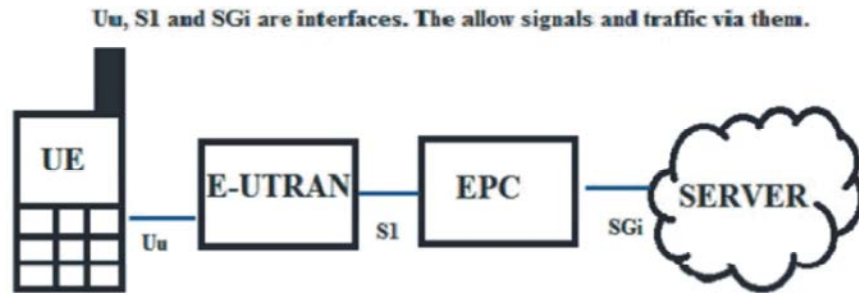 Uu, S1 and SGi are interfaces. The allow signals and traffic via them.
UE
E-UTRAN
EPC
SERVER
Uu
S1
SGi